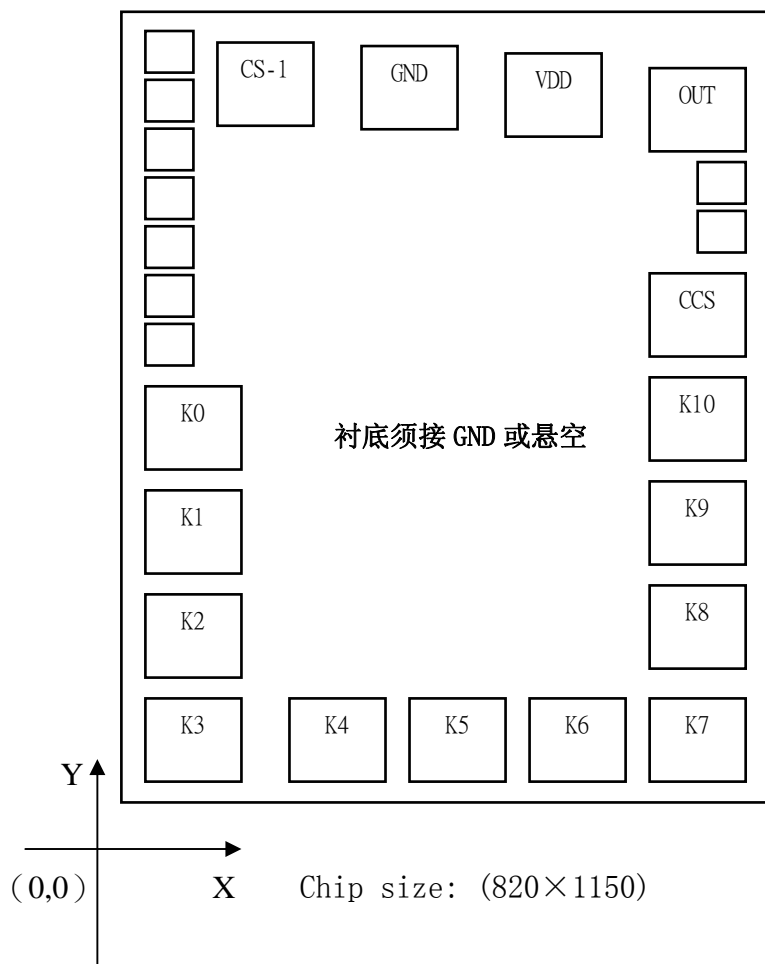 CS-1
GND
VDD
OUT
CCS
K0
衬底须接 GND 或悬空
K10
K1
K9
K2
K8
K3
K4
K5
K6
K7
Y
（0,0）
X
Chip size: (820×1150)